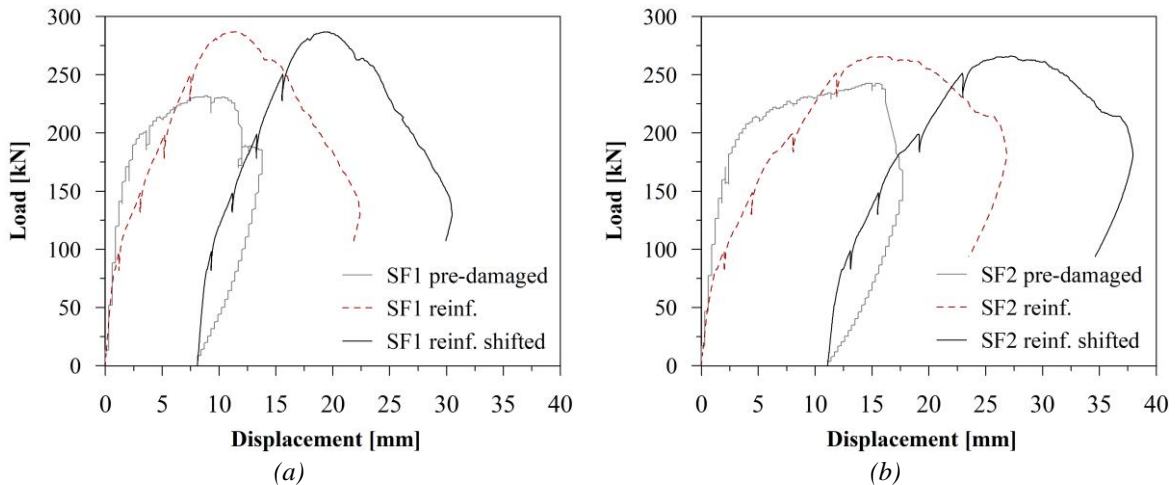 300
250
200
150
100
50
0
Load [kN]
SF1 pre-damaged
SF1 reinf.
SF1 reinf. shifted
0 5 10 15 20 25 30 35 40
Displacement [mm]
(a)
300
250
200
150
100
50
0
Load [kN]
SF2 pre-damaged
SF2 reinf.
SF2 reinf. shifted
0 5 10 15 20 25 30 35 40
Displacement [mm]
(b)